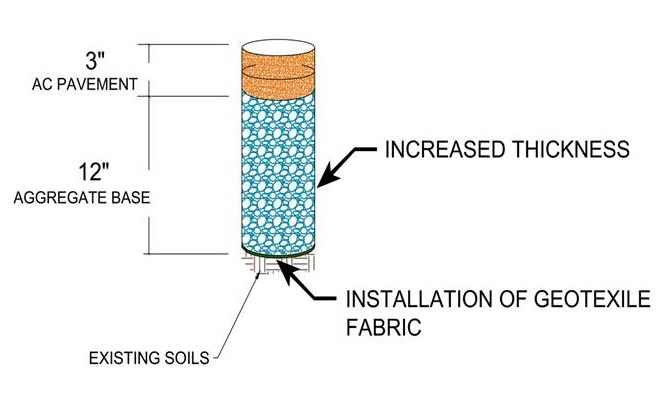 3"
AC PAVEMENT
12"
AGGREGATE BASE
INCREASED THICKNESS
INSTALLATION OF GEOTEXILE
FABRIC
EXISTING SOILS